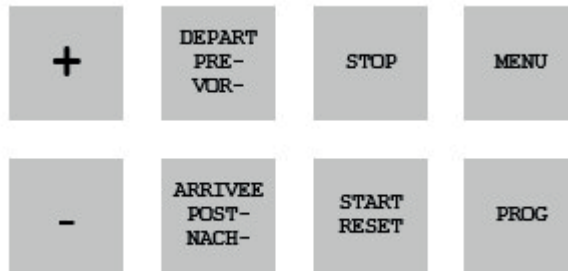 +
DEPART
PRE-
VOR-
STOP
MENU
-
ARRIVEE
POST-
NACH-
START
RESET
PROG